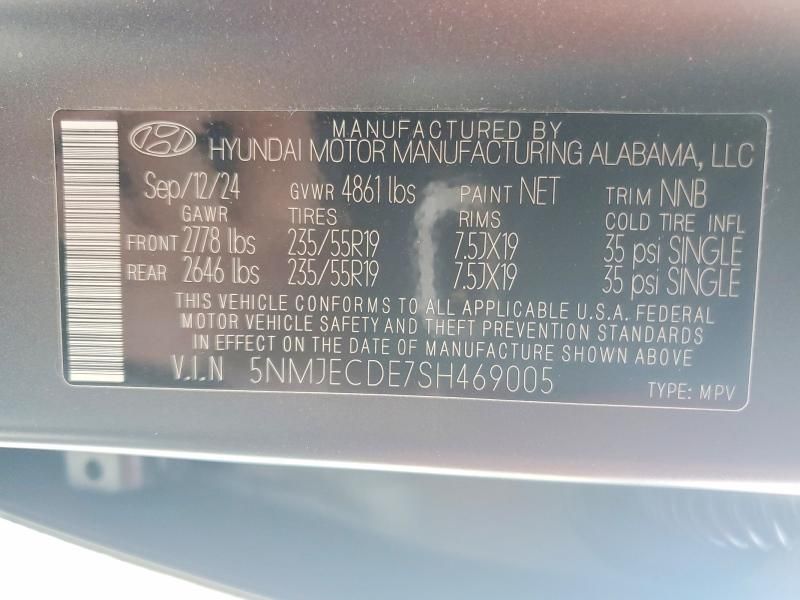 MANUFACTURED BY
HYUNDAI MOTOR MANUFACTURING ALABAMA, LLC
Sep/12/24 GVWR 4861 lbs PAINT NET TRIM NNB
GAWR TIRES RIMS COLD TIRE INFL
FRONT 2778 lbs 235/55R19 7.5JX19 35 psi SINGLE
REAR 2646 lbs 235/55R19 7.5JX19 35 psi SINGLE
THIS VEHICLE CONFORMS TO ALL APPLICABLE U.S.A. FEDERAL
MOTOR VEHICLE SAFETY AND THEFT PREVENTION STANDARDS
IN EFFECT ON THE DATE OF MANUFACTURE SHOWN ABOVE.
V.I.N 5NMJECDE7SH469005 TYPE: MPV